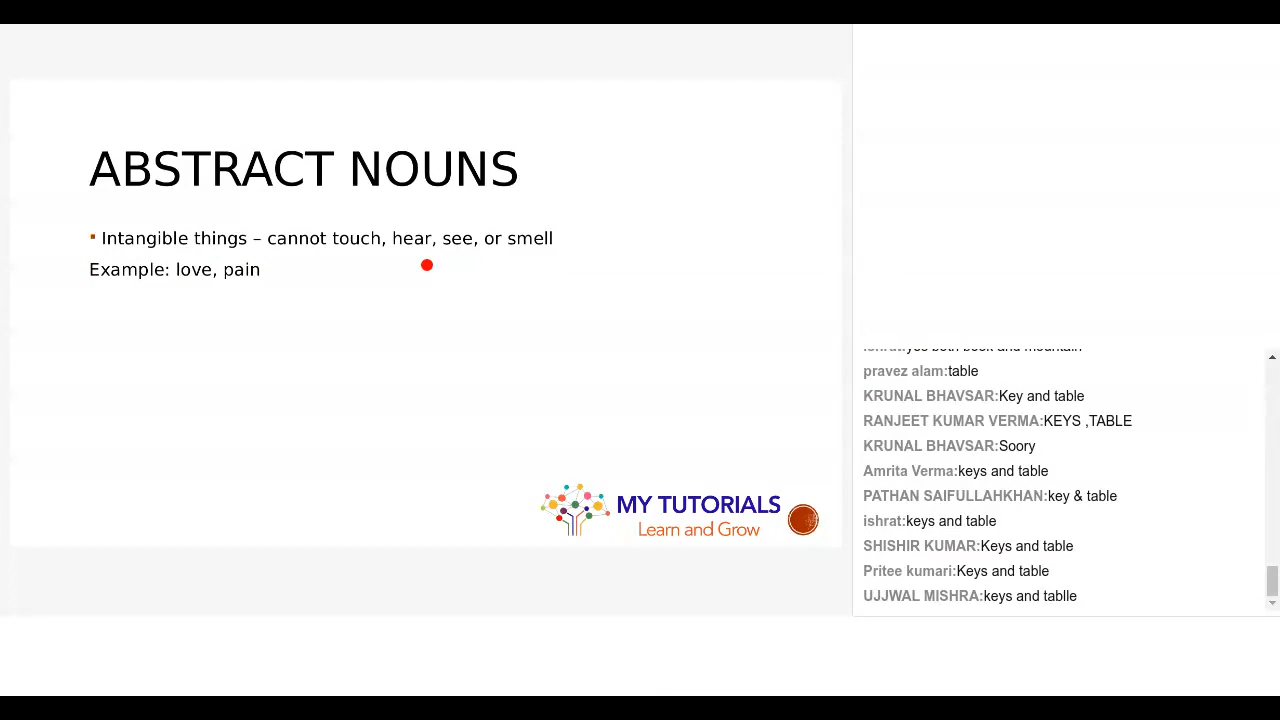 ABSTRACT NOUNS
▪ Intangible things – cannot touch, hear, see, or smell
Example: love, pain
MY TUTORIALS
Learn and Grow
pravez alam:table
KRUNAL BHAVSAR:Key and table
RANJEET KUMAR VERMA:KEYS ,TABLE
KRUNAL BHAVSAR:Soory
Amrita Verma:keys and table
PATHAN SAIFULLAHKHAN:key & table
ishrat:keys and table
SHISHIR KUMAR:Keys and table
Pritee kumari:Keys and table
UJJWAL MISHRA:keys and tablle